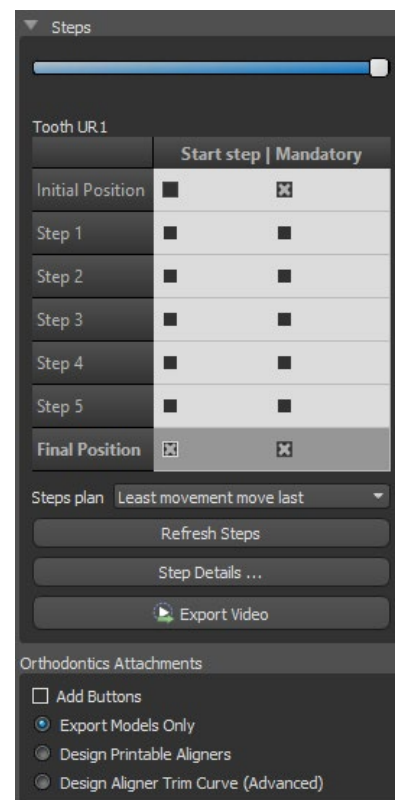 Steps
Tooth UR1
Start step | Mandatory
Initial Position
Step 1
Step 2
Step 3
Step 4
Step 5
Final Position
Steps plan Least movement move last
Refresh Steps
Step Details ...
Export Video
Orthodontics Attachments
Add Buttons
Export Models Only
Design Printable Aligners
Design Aligner Trim Curve (Advanced)